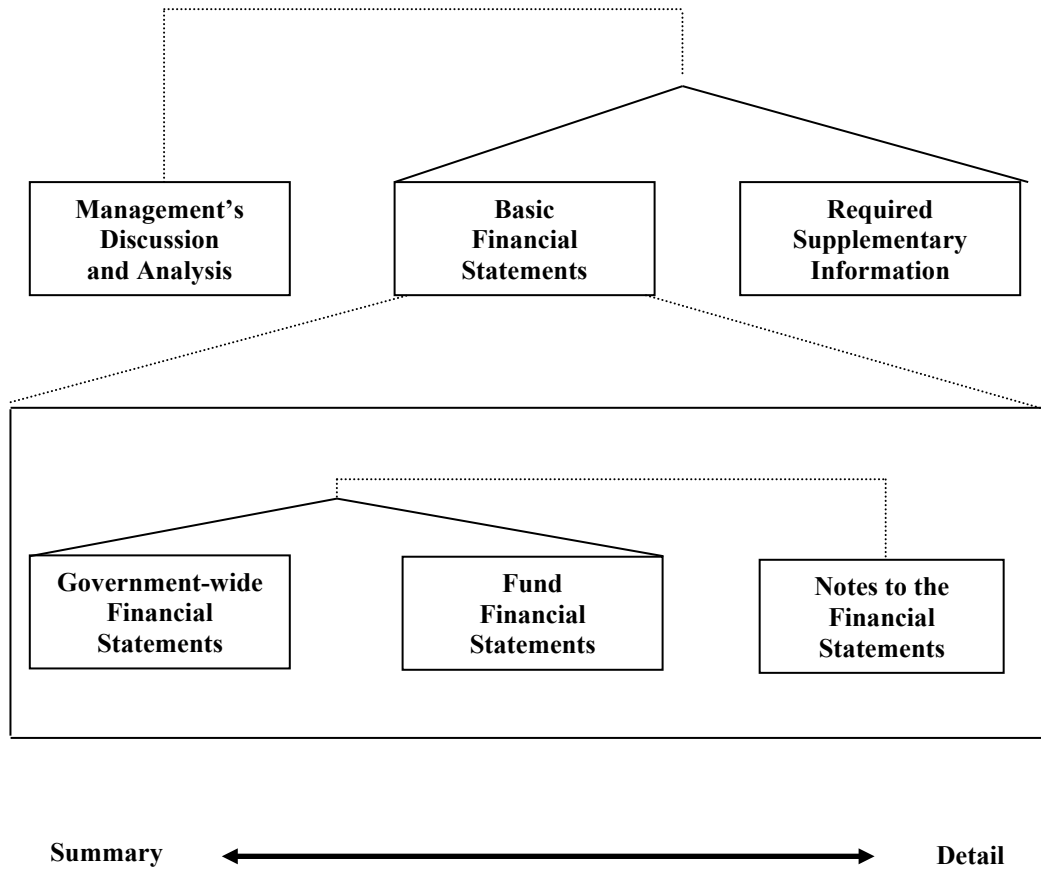 Management’s
Discussion
and Analysis
Basic
Financial
Statements
Required
Supplementary
Information
Government-wide
Financial
Statements
Fund
Financial
Statements
Notes to the
Financial
Statements
Summary
Detail